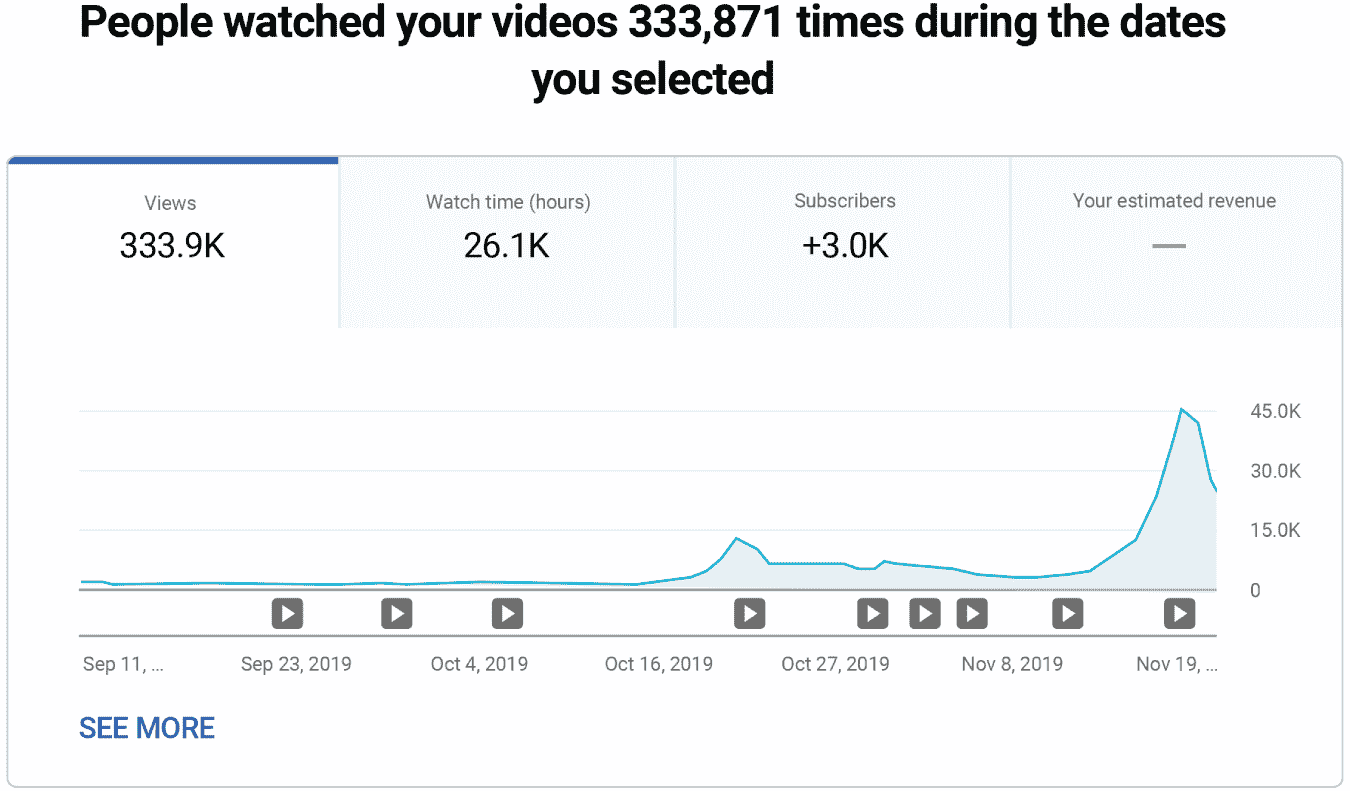 People watched your videos 333,871 times during the dates
you selected
Views
333.9K
Watch time (hours)
26.1K
Subscribers
+3.0K
Your estimated revenue
—
45.0K
30.0K
15.0K
0
Sep 11, ...
Sep 23, 2019
Oct 4, 2019
Oct 16, 2019
Oct 27, 2019
Nov 8, 2019
Nov 19, ...
SEE MORE